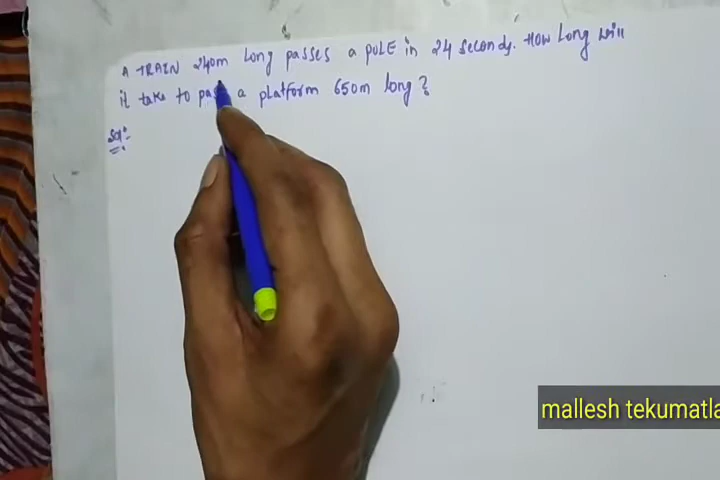 A TRAIN 240m Long passes a pole in 24 seconds. How Long will
it take to pass a platform 650m long?
Sol:-
mallesh tekumatla